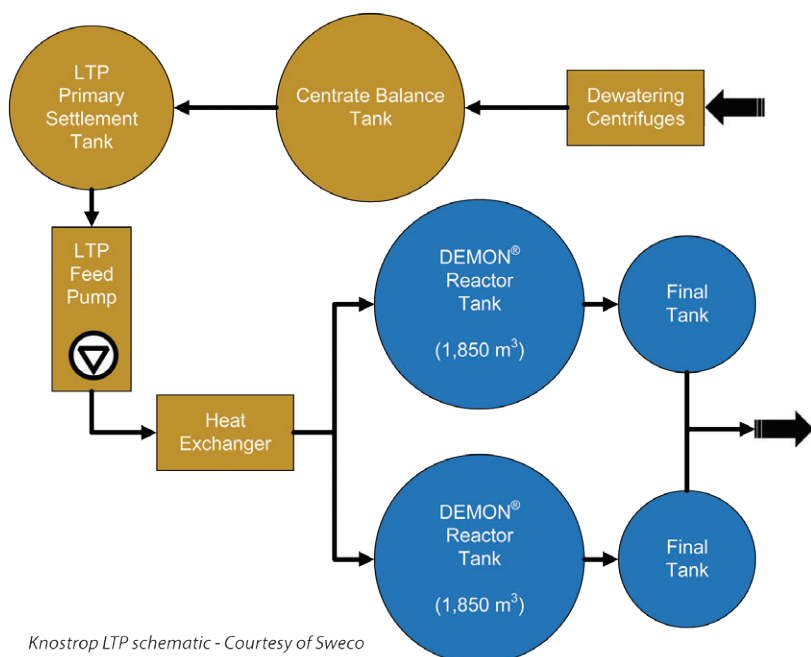 LTP
Primary
Settlement
Tank
Centrate Balance
Tank
Dewatering
Centrifuges
LTP
Feed
Pump
Heat
Exchanger
DEMON®
Reactor
Tank
(1,850 m³)
Final
Tank
DEMON®
Reactor
Tank
(1,850 m³)
Final
Tank
Knostrop LTP schematic - Courtesy of Sweco